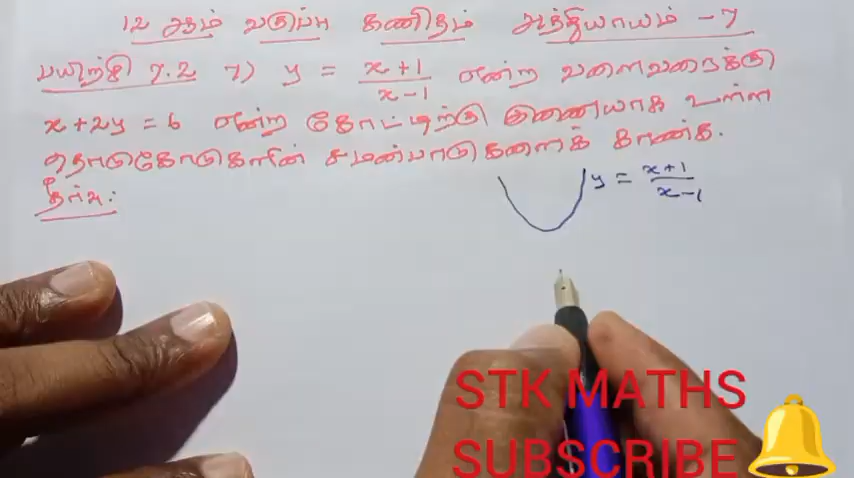 12 ஆம் வகுப்பு கணிதம் அத்தியாயம் - 7
பயிற்சி 7.2 7) y = x+1 / x-1 என்ற வளைவரைக்கு
x+2y = 6 என்ற கோட்டிற்கு இணையாக உள்ள
தொடுகோடுகளின் சமன்பாடுகளைக் காண்க.
தீர்வு:
y = x+1 / x-1
STK MATHS
SUBSCRIBE